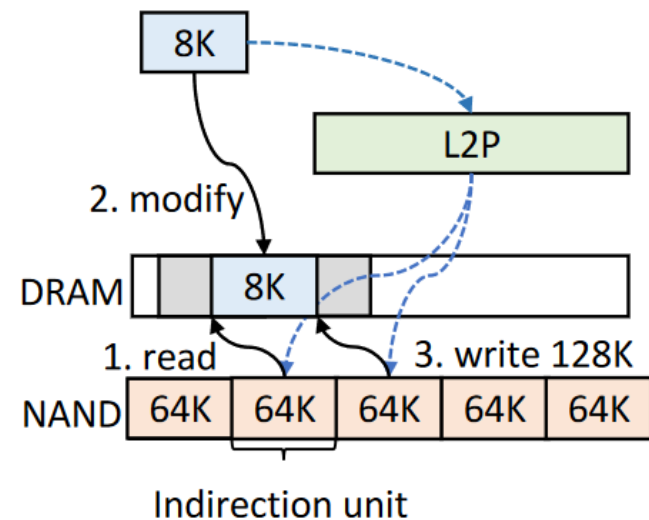 8K
L2P
2. modify
DRAM 8K
1. read 3. write 128K
NAND 64K 64K 64K 64K 64K
Indirection unit